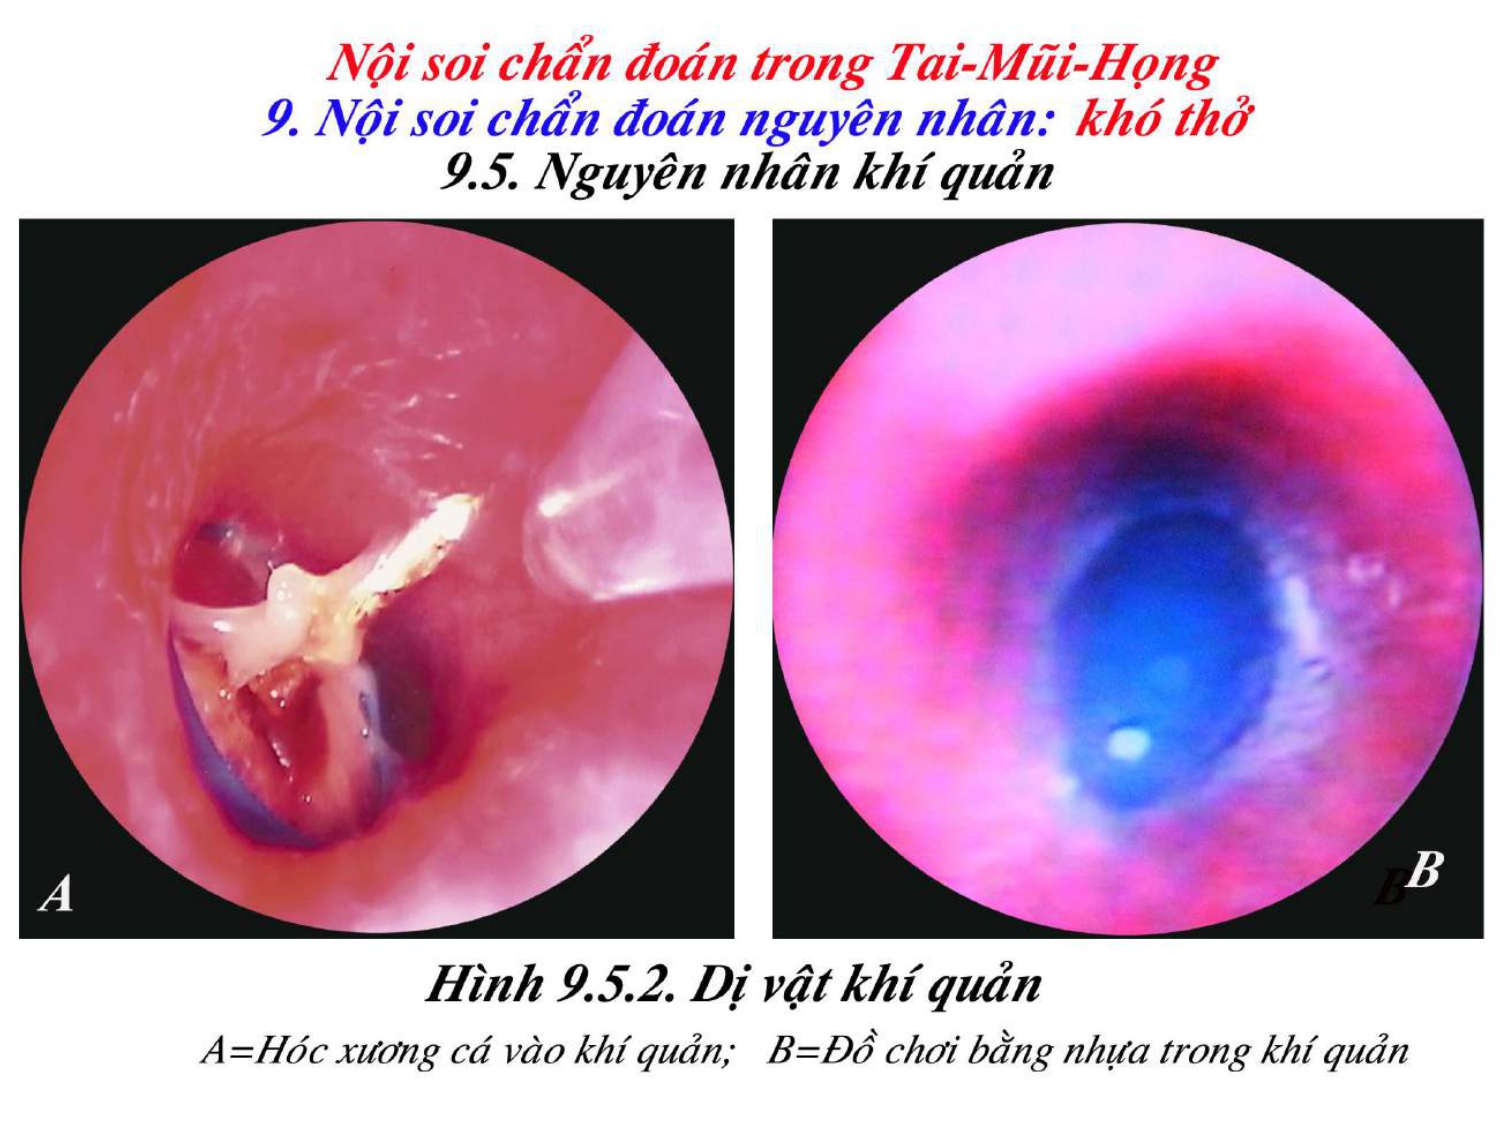 Nội soi chẩn đoán trong Tai-Mũi-Họng
9. Nội soi chẩn đoán nguyên nhân: khó thở
9.5. Nguyên nhân khí quản
A
B
B
Hình 9.5.2. Dị vật khí quản
A=Hóc xương cá vào khí quản; B=Đồ chơi bằng nhựa trong khí quản